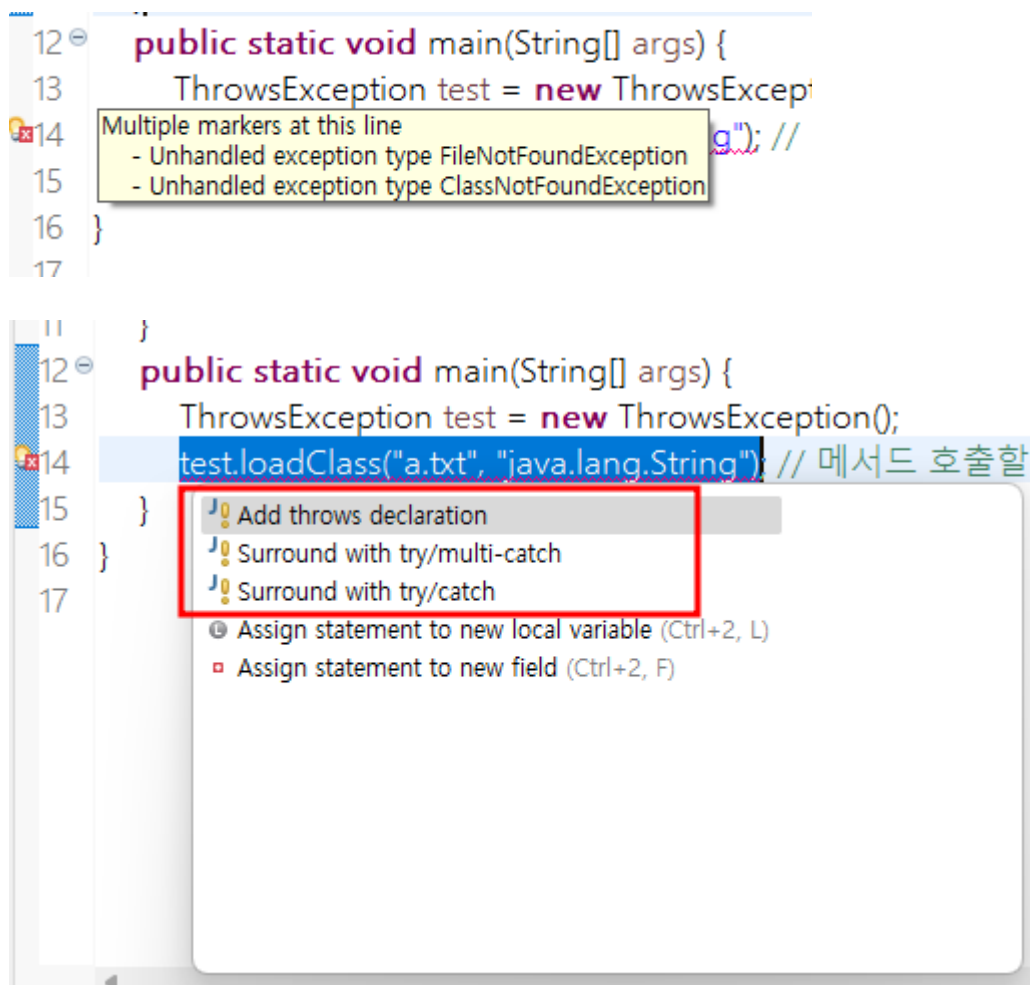 12 public static void main(String[] args) {
13 ThrowsException test = new ThrowsExcept
14 g"); //
Multiple markers at this line
- Unhandled exception type FileNotFoundException
15 - Unhandled exception type ClassNotFoundException
16 }
17
11 }
12 public static void main(String[] args) {
13 ThrowsException test = new ThrowsException();
14 test.loadClass("a.txt", "java.lang.String"); // 메서드 호출할
15 }
Add throws declaration
16 }
Surround with try/multi-catch
17
Surround with try/catch
Assign statement to new local variable (Ctrl+2, L)
Assign statement to new field (Ctrl+2, F)